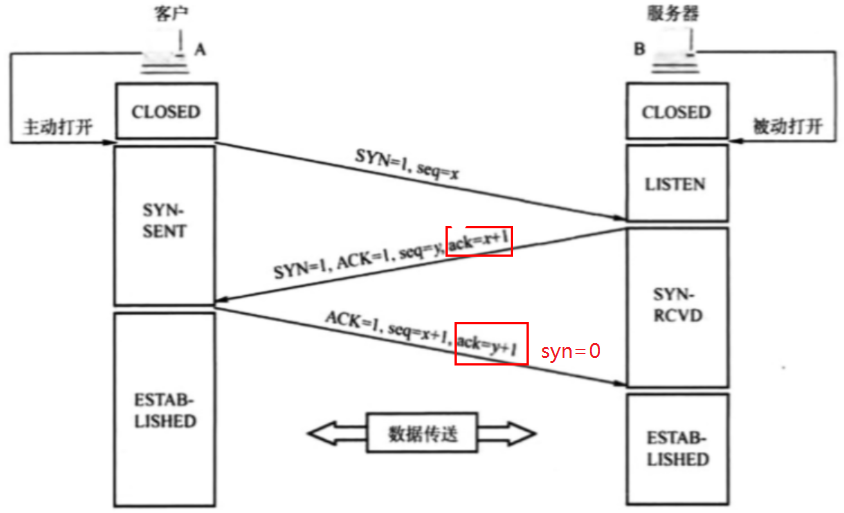 客户
服务器
A
B
CLOSED
CLOSED
主动打开
被动打开
SYN=1, seq=x
SYN-
SENT
LISTEN
SYN=1, ACK=1, seq=y, ack=x+1
SYN-
RCVD
ACK=1, seq=x+1, ack=y+1
syn=0
ESTAB-
LISHED
数据传送
ESTAB-
LISHED